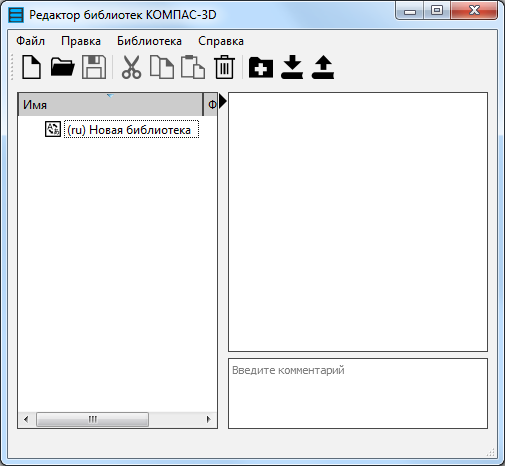 Редактор библиотек КОМПАС-3D
Файл Правка Библиотека Справка
Имя Ф
(ru) Новая библиотека
Введите комментарий